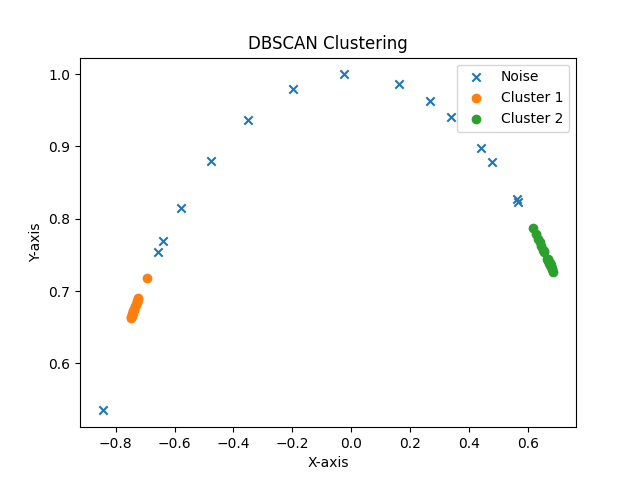 DBSCAN Clustering
Noise
Cluster 1
Cluster 2
1.0
0.9
0.8
0.7
0.6
Y-axis
−0.8 −0.6 −0.4 −0.2 0.0 0.2 0.4 0.6
X-axis